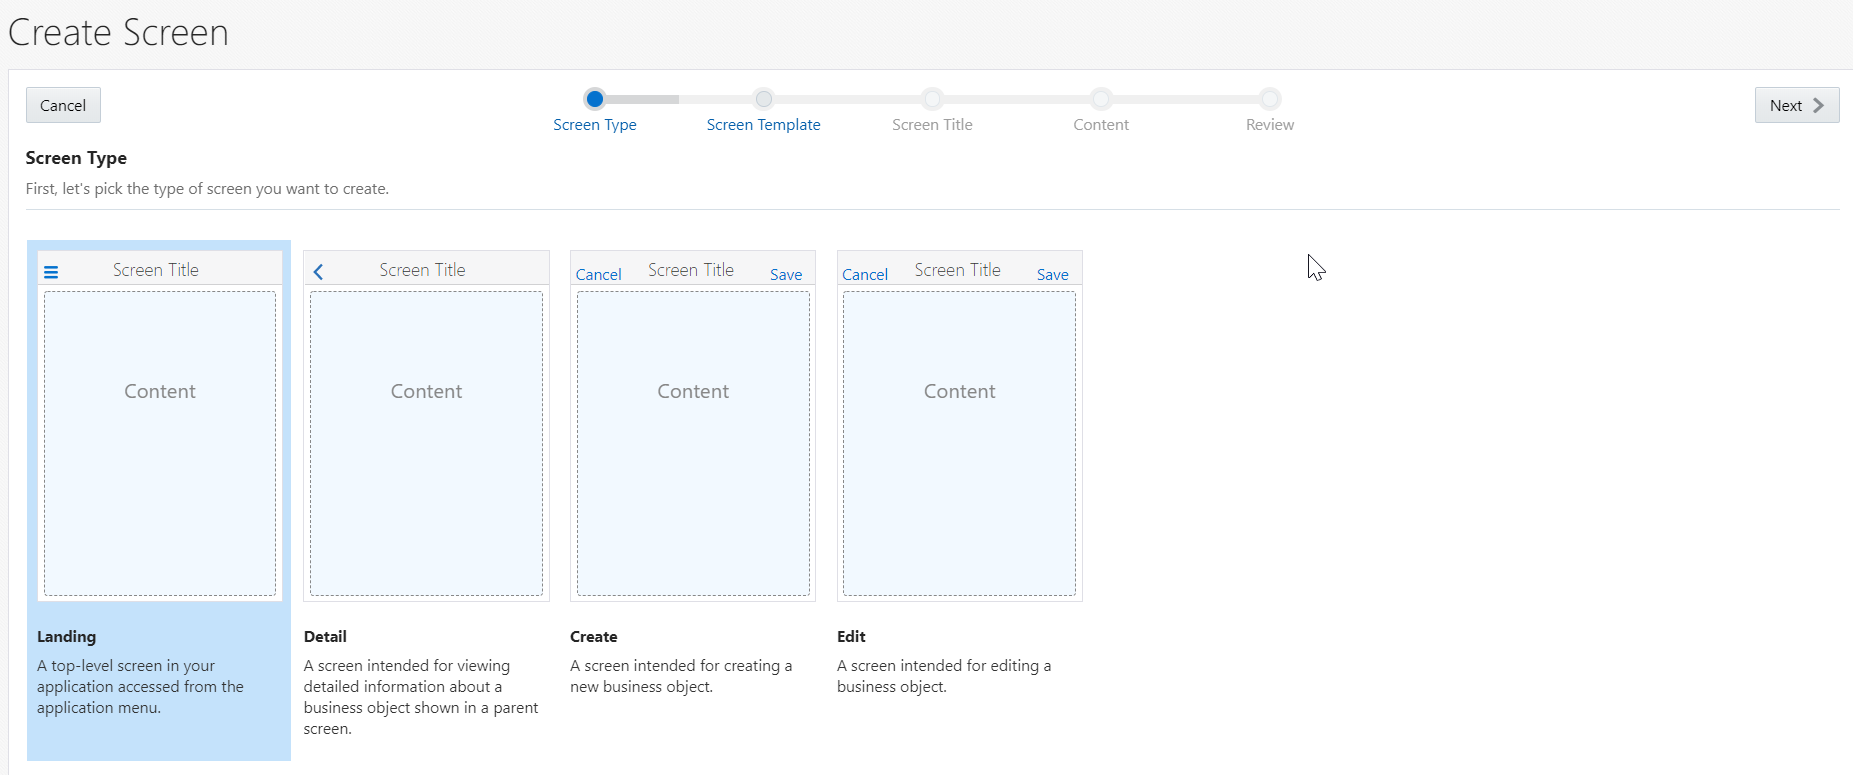 Create Screen
Cancel
Next
Screen Type
Screen Template
Screen Title
Content
Review
Screen Type
First, let's pick the type of screen you want to create.
Screen Title
Content
Landing
A top-level screen in your
application accessed from the
application menu.
Screen Title
Content
Detail
A screen intended for viewing
detailed information about a
business object shown in a parent
screen.
Cancel Screen Title Save
Content
Create
A screen intended for creating a
new business object.
Cancel Screen Title Save
Content
Edit
A screen intended for editing a
business object.